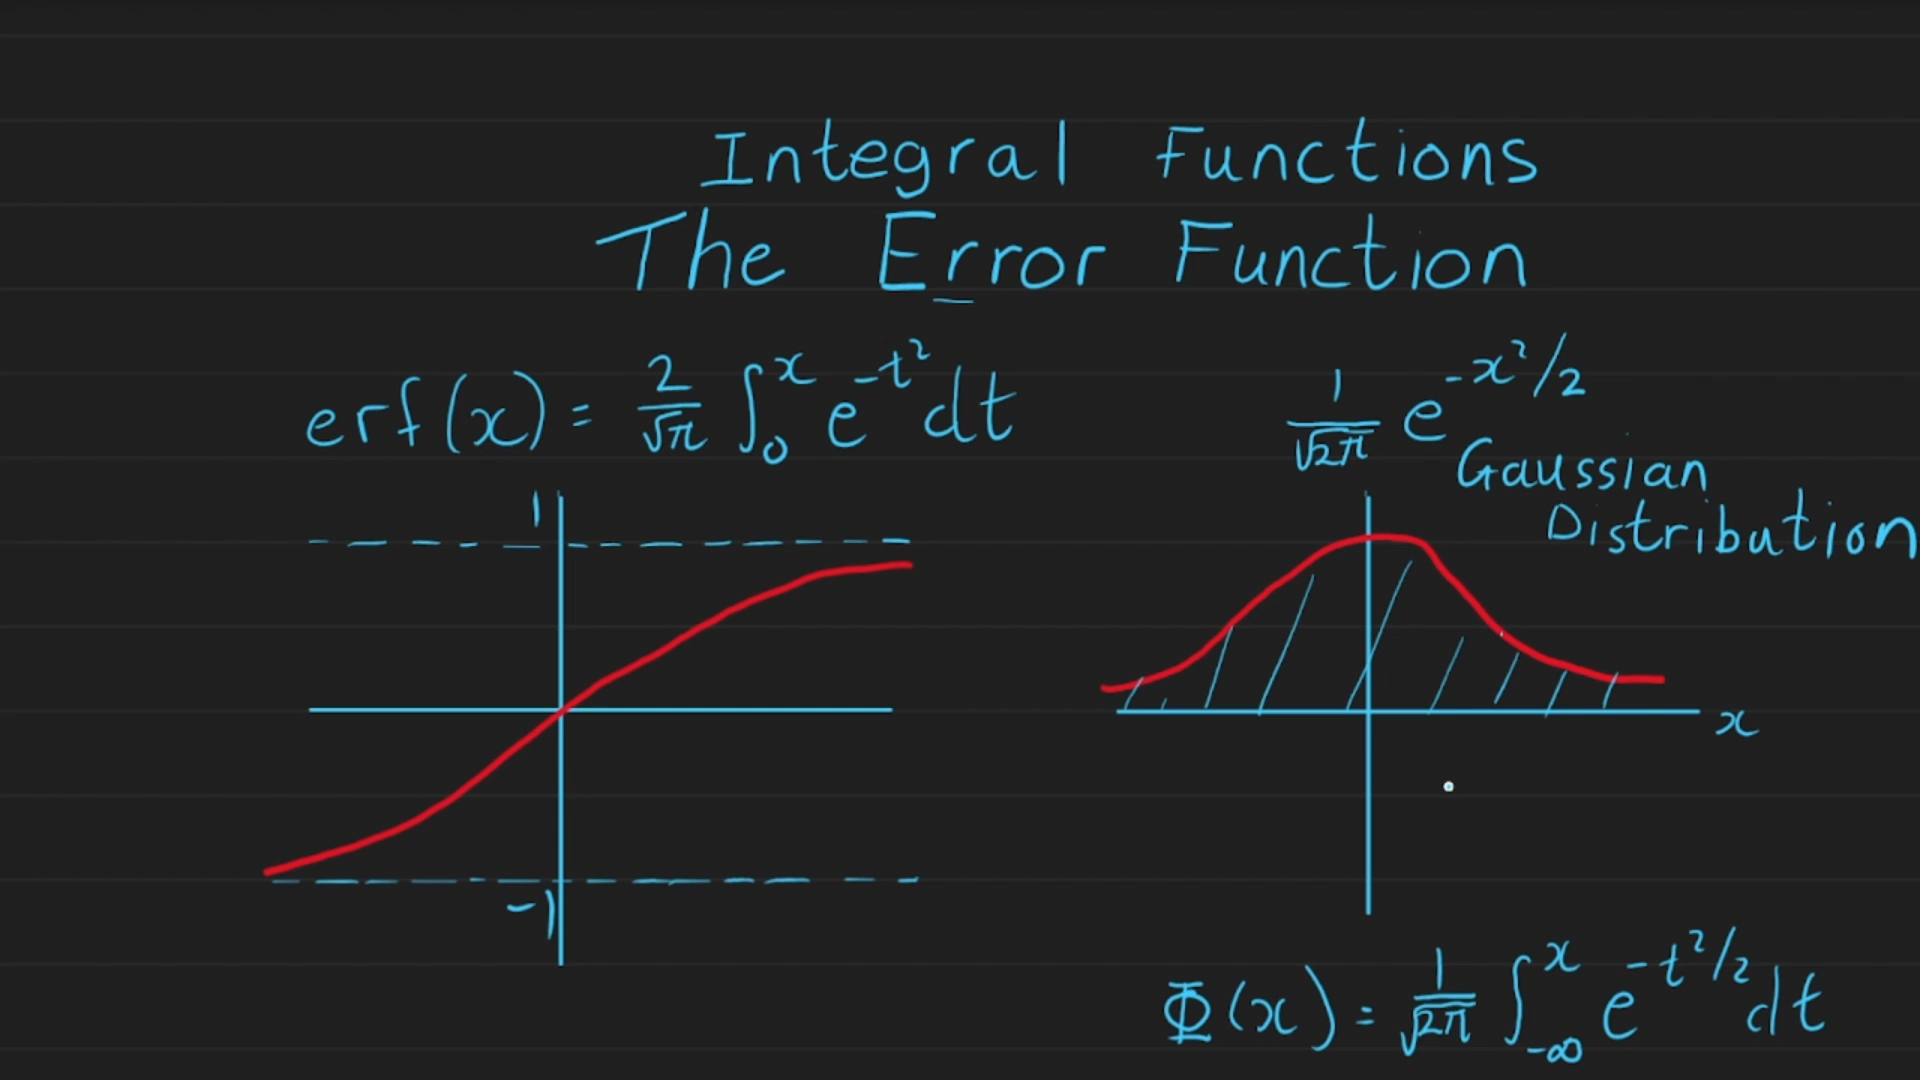 Integral Functions
The Error Function
erf(x) = 2/√π ∫₀ˣ e^(-t²) dt
1/√2π e^(-x²/2)
Gaussian
Distribution
1
x
-1
Φ(x) = 1/√2π ∫₋∞ˣ e^(-t²/2) dt